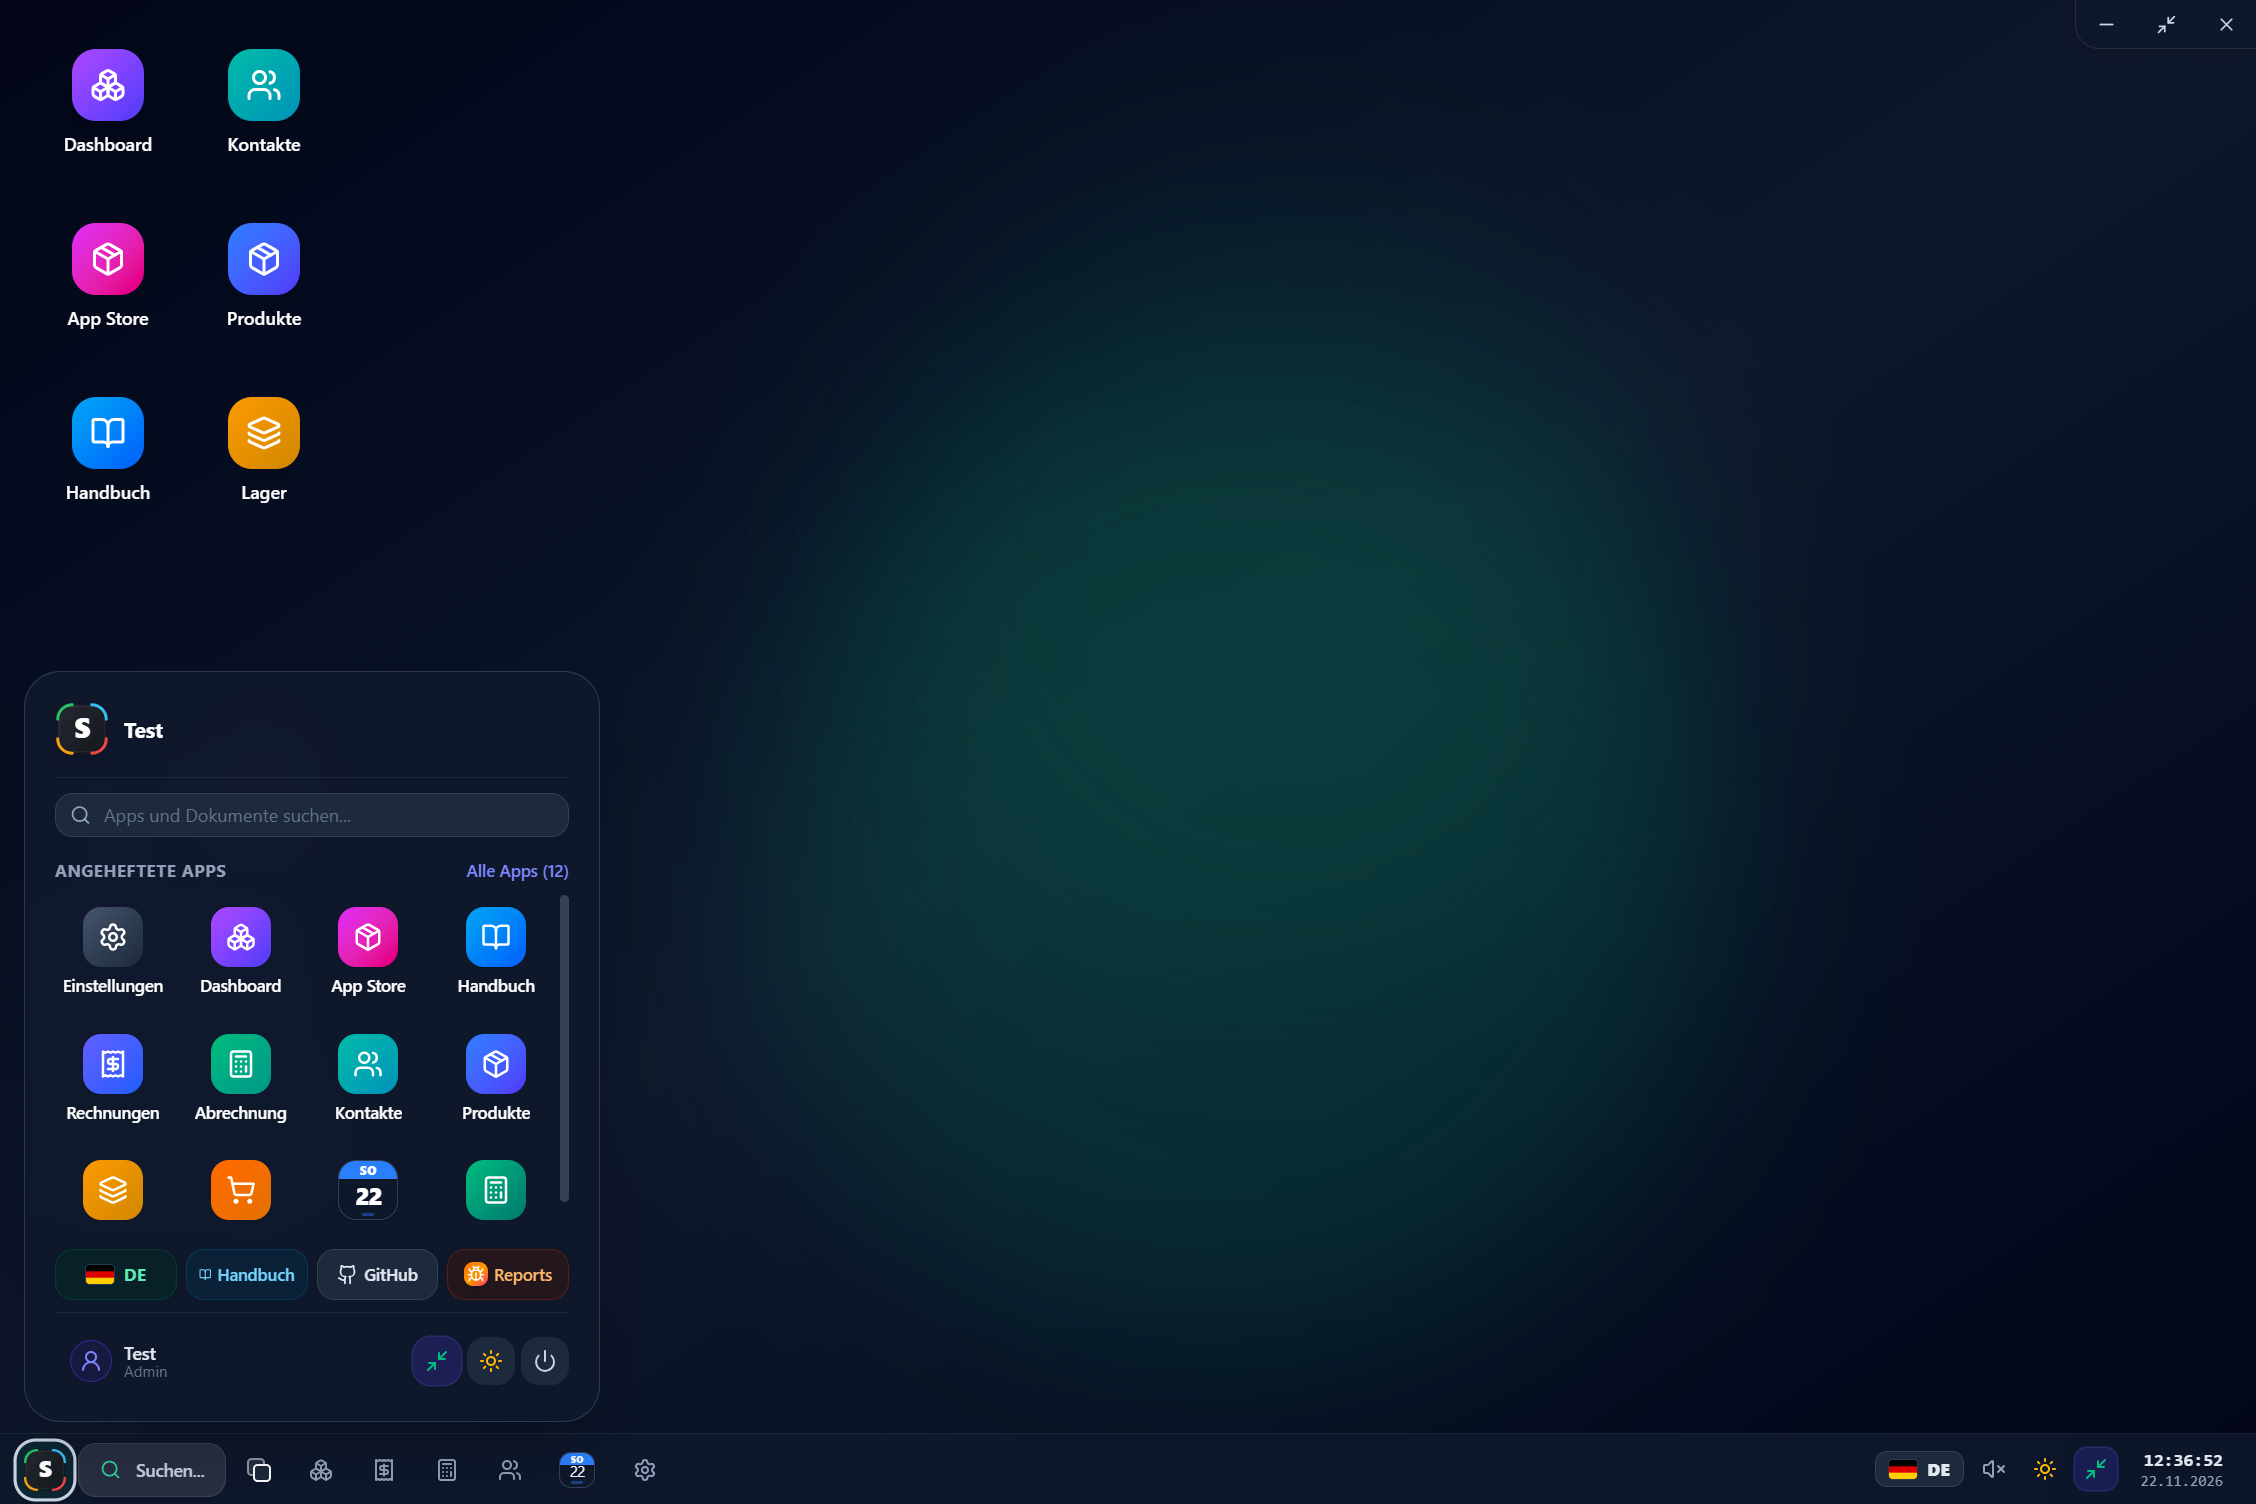 Dashboard
Kontakte
App Store
Produkte
Handbuch
Lager
S
Test
Apps und Dokumente suchen...
ANGEHEFTETE APPS
Alle Apps (12)
Einstellungen
Dashboard
App Store
Handbuch
Rechnungen
Abrechnung
Kontakte
Produkte
SO
22
DE
Handbuch
GitHub
Reports
Test
Admin
S
Suchen...
SO
22
DE
12:36:52
22.11.2026